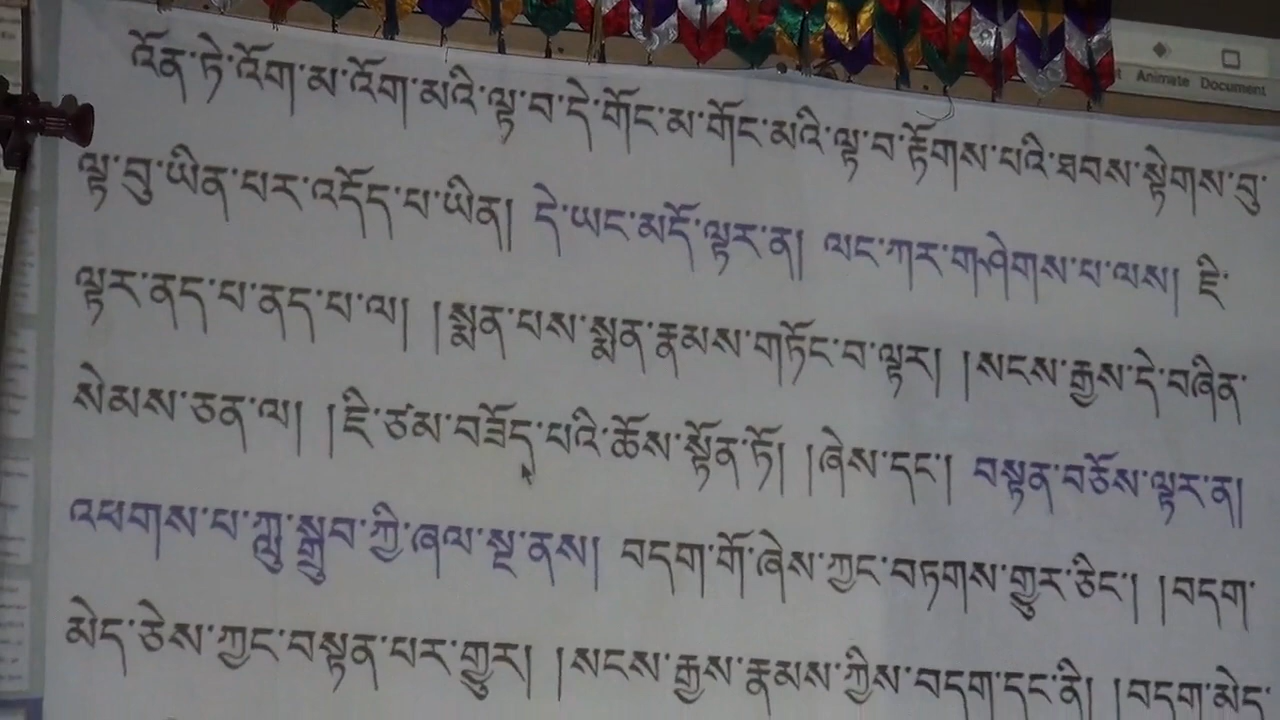 Animate Document
འོན་ཏེ་འོག་མ་འོག་མའི་ལྟ་བ་དེ་གོང་མ་གོང་མའི་ལྟ་བ་རྟོགས་པའི་ཐབས་སྟེགས་བུ་
ལྟ་བུ་ཡིན་པར་འདོད་པ་ཡིན། དེ་ཡང་མདོ་ལྟར་ན། ལང་ཀར་གཤེགས་པ་ལས། ཇི་
ལྟར་ནད་པ་ནད་པ་ལ། །སྨན་པས་སྨན་རྣམས་གཏོང་བ་ལྟར། །སངས་རྒྱས་དེ་བཞིན་
སེམས་ཅན་ལ། །ཇི་ཙམ་བཟོད་པའི་ཆོས་སྟོན་ཏོ། །ཞེས་དང་། བསྟན་བཅོས་ལྟར་ན།
འཕགས་པ་ཀླུ་སྒྲུབ་ཀྱི་ཞལ་སྔ་ནས། བདག་གོ་ཞེས་ཀྱང་བཏགས་གྱུར་ཅིང་། །བདག་
མེད་ཅེས་ཀྱང་བསྟན་པར་གྱུར། །སངས་རྒྱས་རྣམས་ཀྱིས་བདག་དང་ནི། །བདག་མེད་